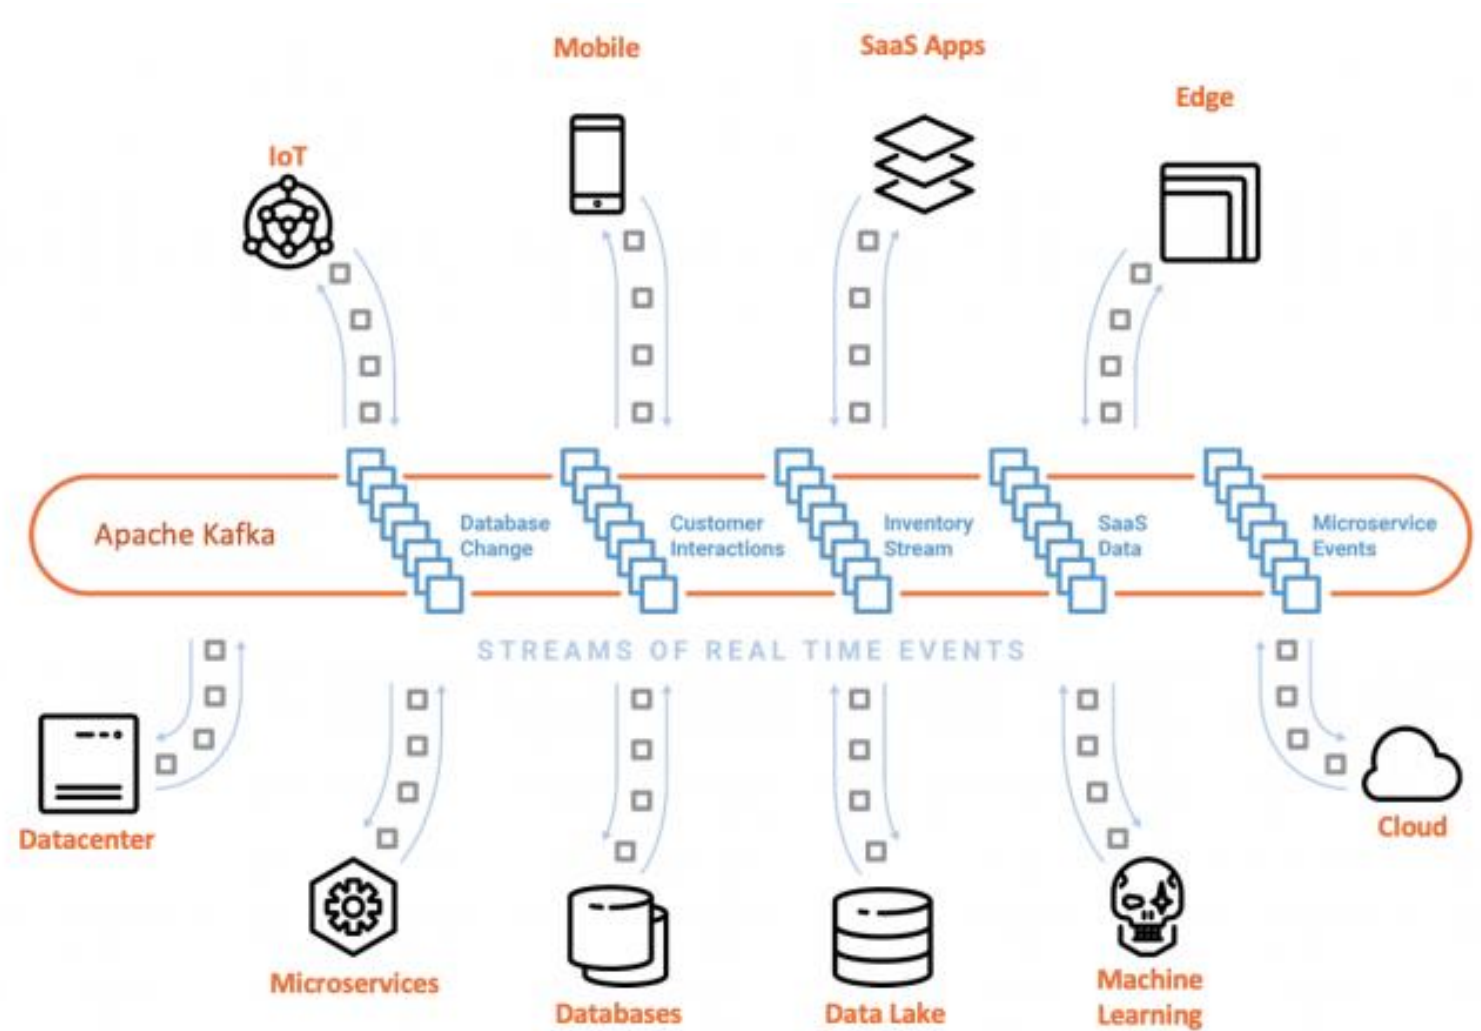 Mobile
SaaS Apps
Edge
IoT
Apache Kafka
Database
Change
Customer
Interactions
Inventory
Stream
SaaS
Data
Microservice
Events
STREAMS OF REAL TIME EVENTS
Datacenter
Cloud
Microservices
Databases
Data Lake
Machine
Learning